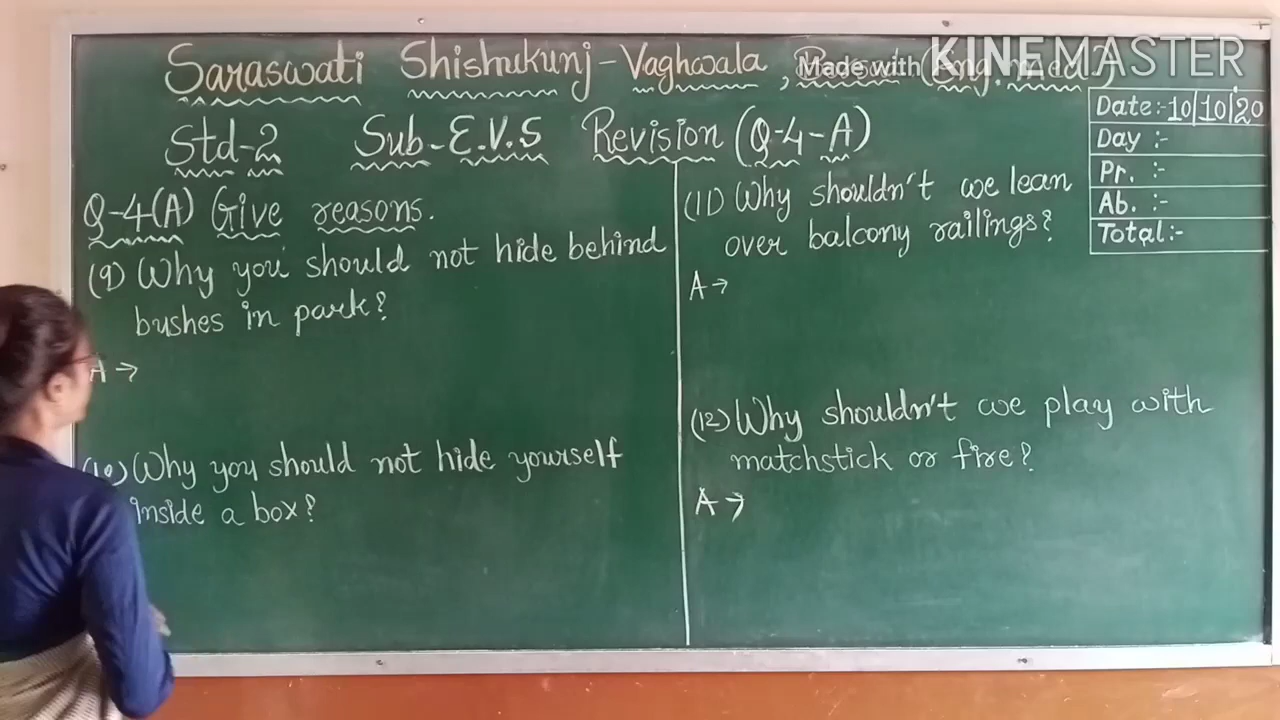 Saraswati Shishukunj-Vaghwala, (Eng. med.)
Made with KINEMASTER
Std-2 Sub-E.V.S Revision (Q-4-A)
Date:-10/10/20
Day :-
Pr. :-
Ab. :-
Total:-
Q-4(A) Give reasons.
(9) Why you should not hide behind
bushes in park?
A →
(10) Why you should not hide yourself
inside a box?
(11) Why shouldn't we lean
over balcony railings?
A →
(12) Why shouldn't we play with
matchstick or fire?
A →